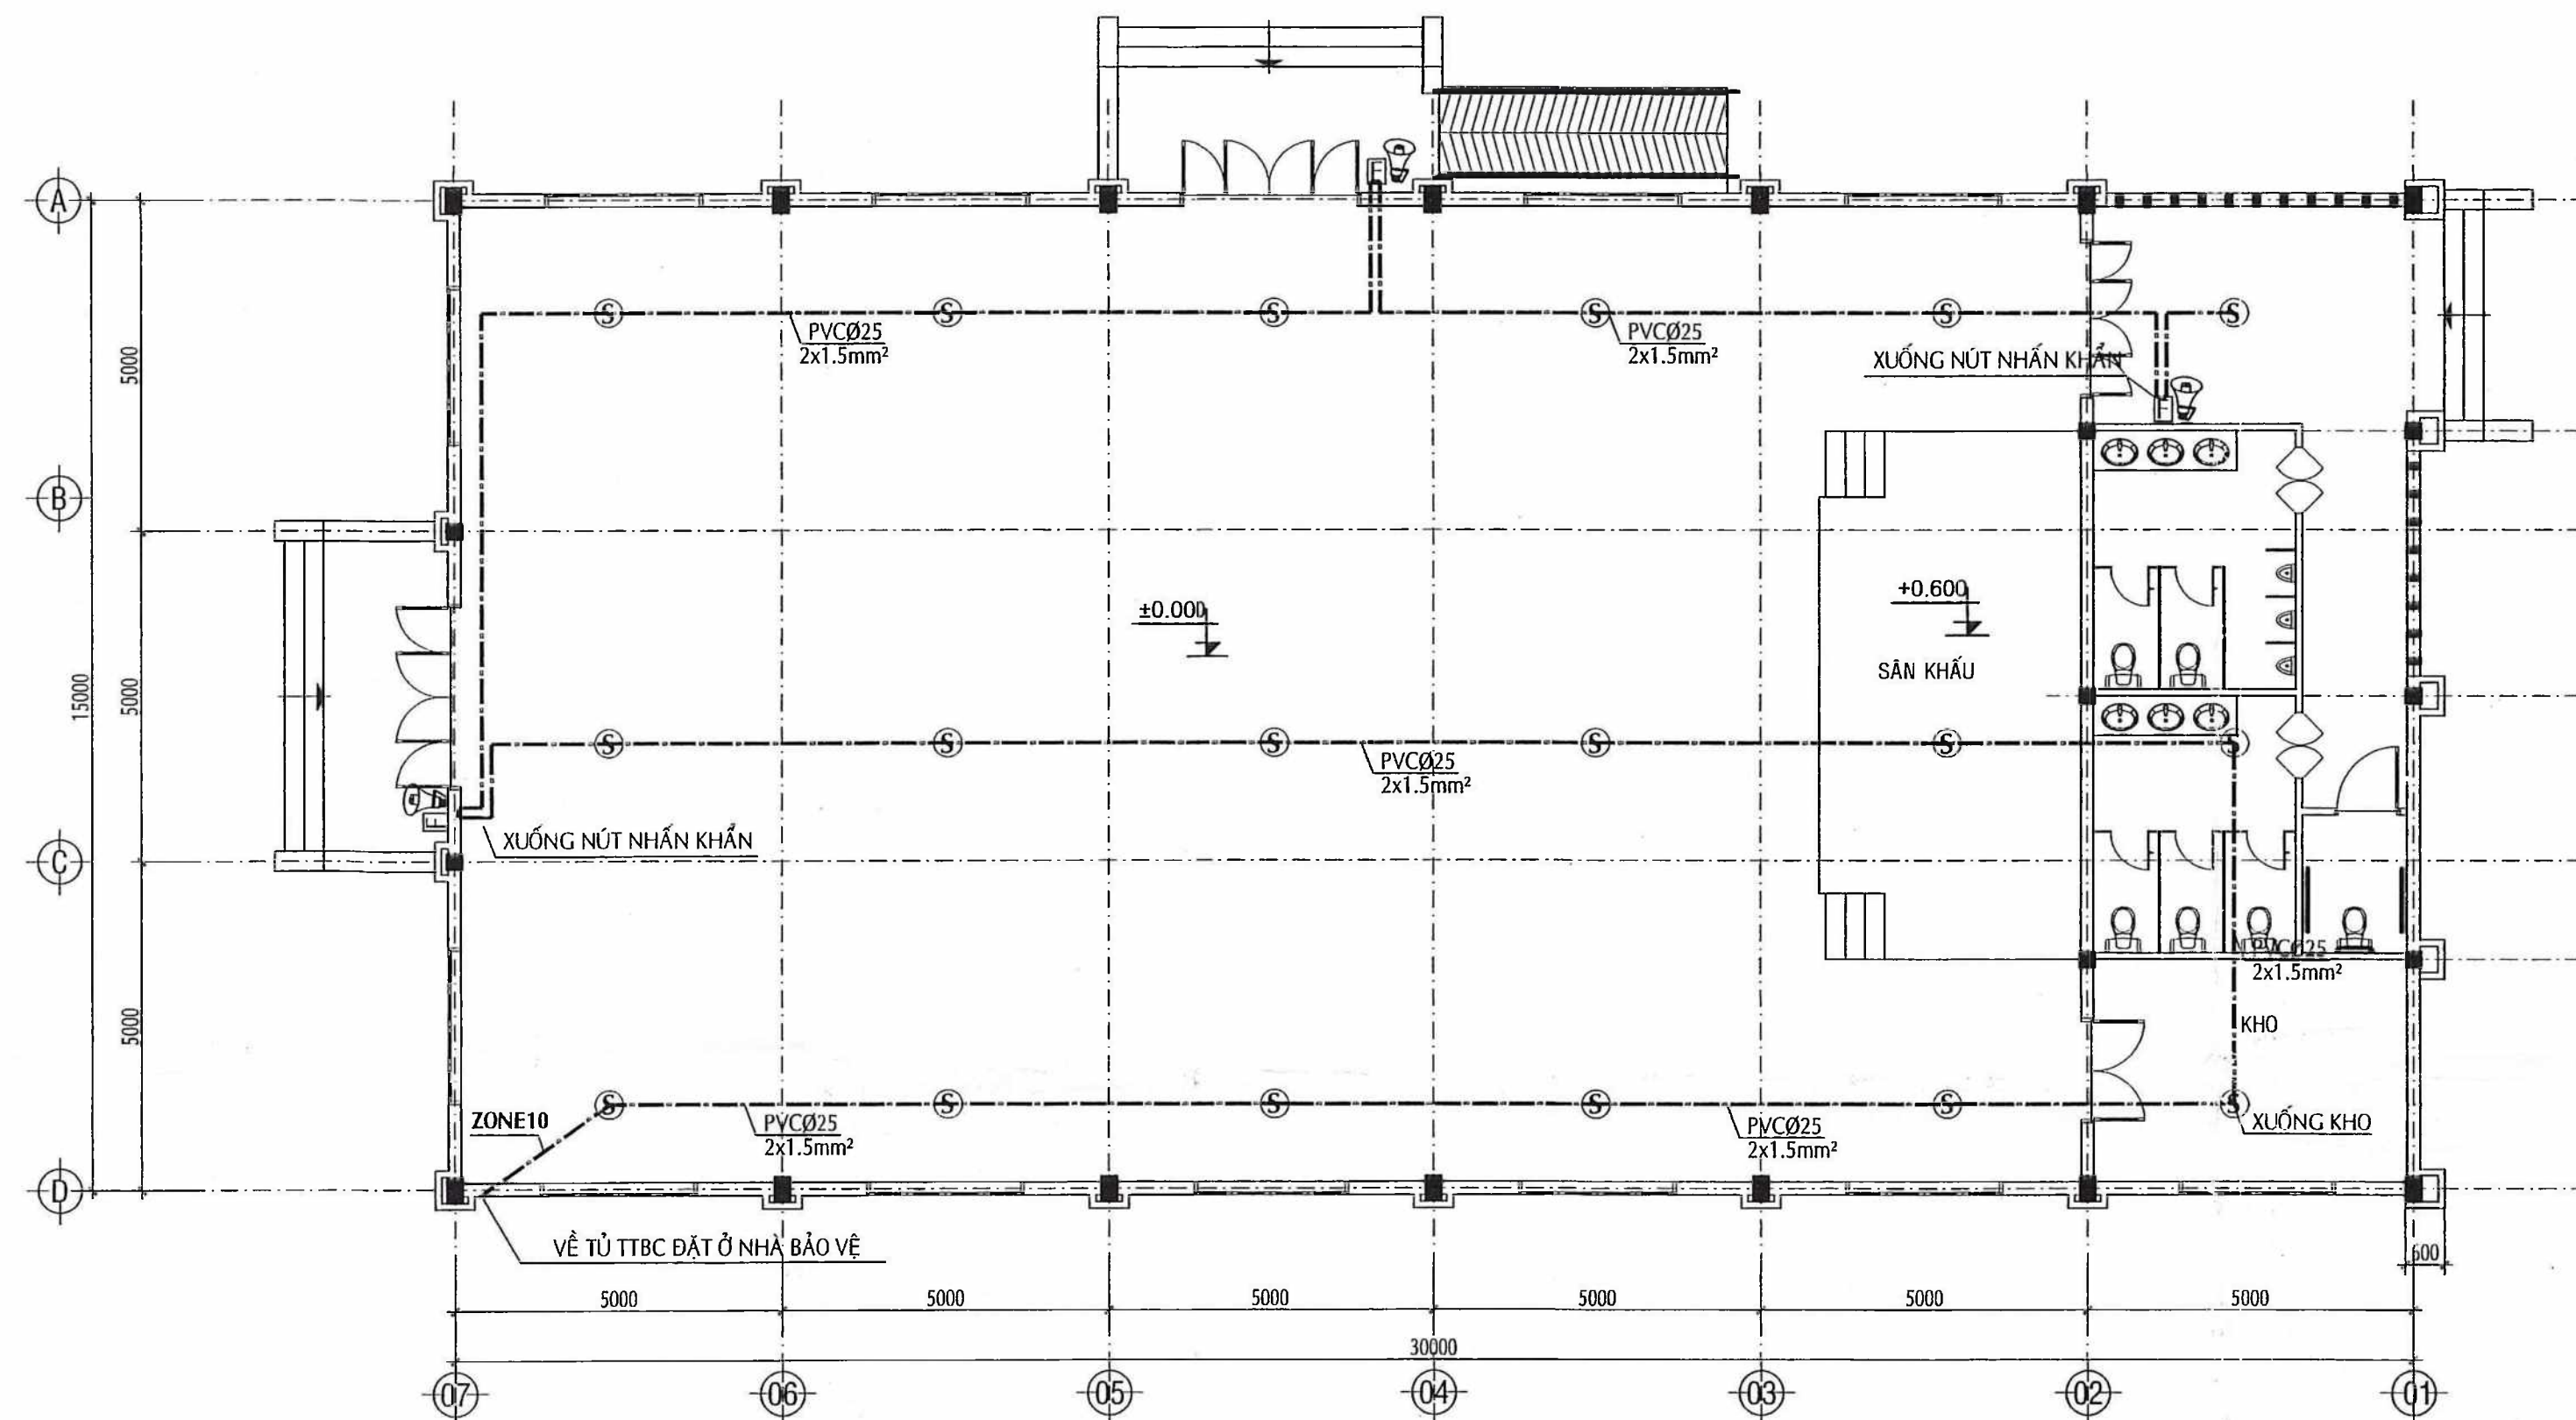 A
PVCØ25
2x1.5mm²
PVCØ25
2x1.5mm²
XUỐNG NÚT NHẤN KHẨN
F
S
S
S
S
S
S
F
5000
B
±0.000
+0.600
SÂN KHẤU
15000
5000
S
S
S
S
S
S
PVCØ25
2x1.5mm²
F
XUỐNG NÚT NHẤN KHẨN
C
PVCØ25
2x1.5mm²
5000
KHO
S
S
S
S
S
S
ZONE10
PVCØ25
2x1.5mm²
PVCØ25
2x1.5mm²
XUỐNG KHO
D
VỀ TỦ TTBC ĐẶT Ở NHÀ BẢO VỆ
600
5000
5000
5000
5000
5000
5000
30000
07
06
05
04
03
02
01